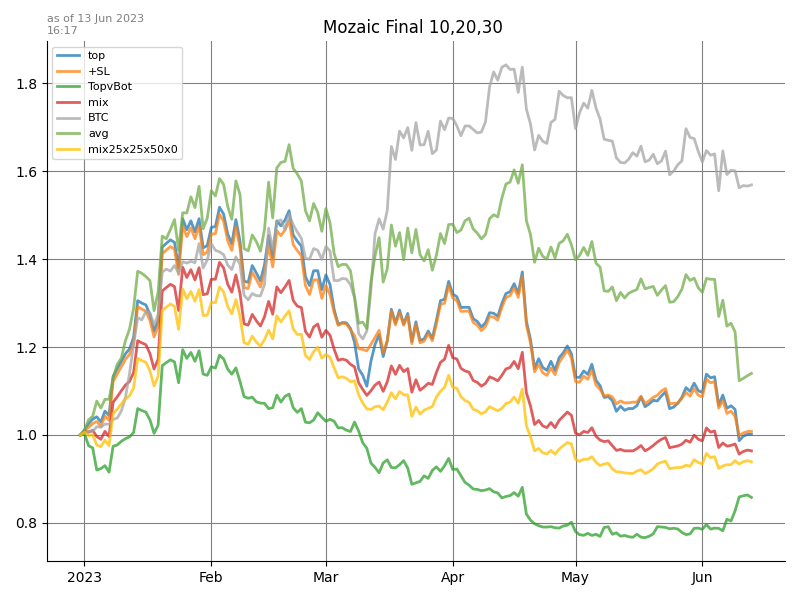 as of 13 Jun 2023
16:17
Mozaic Final 10,20,30
top
+SL
TopvBot
mix
BTC
avg
mix25x25x50x0
1.8
1.6
1.4
1.2
1.0
0.8
2023 Feb Mar Apr May Jun